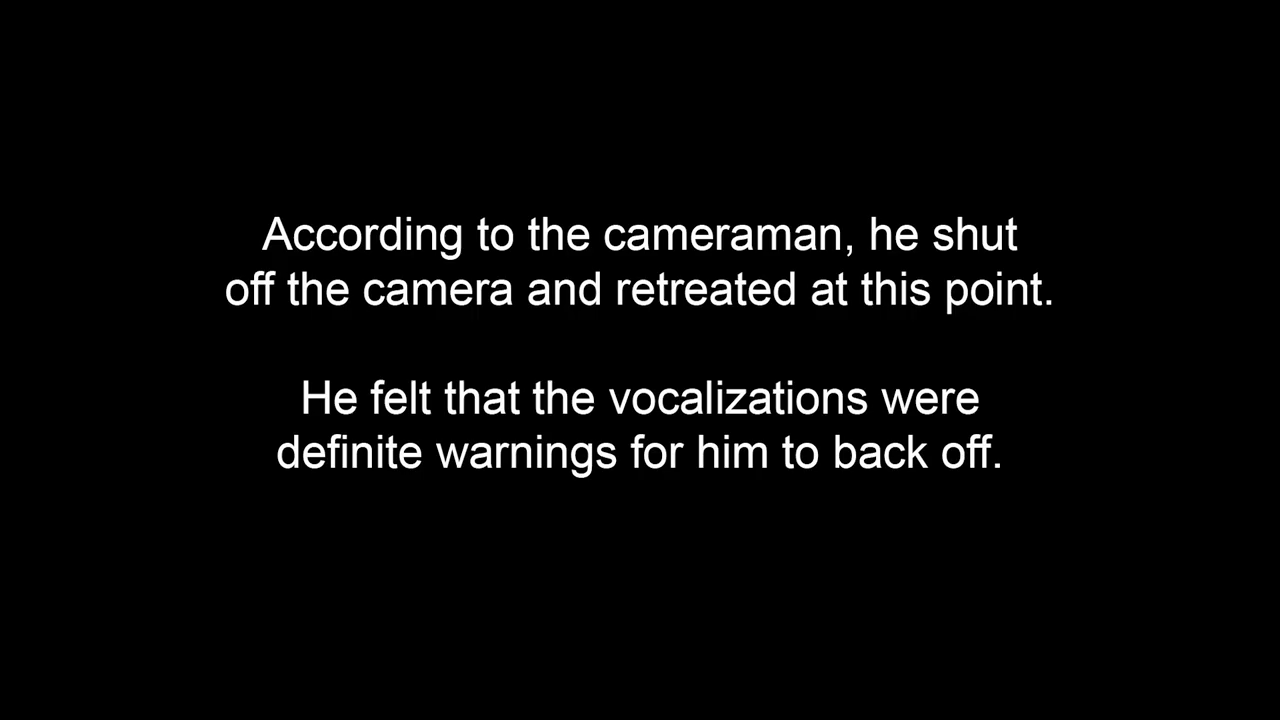 According to the cameraman, he shut
off the camera and retreated at this point.
He felt that the vocalizations were
definite warnings for him to back off.